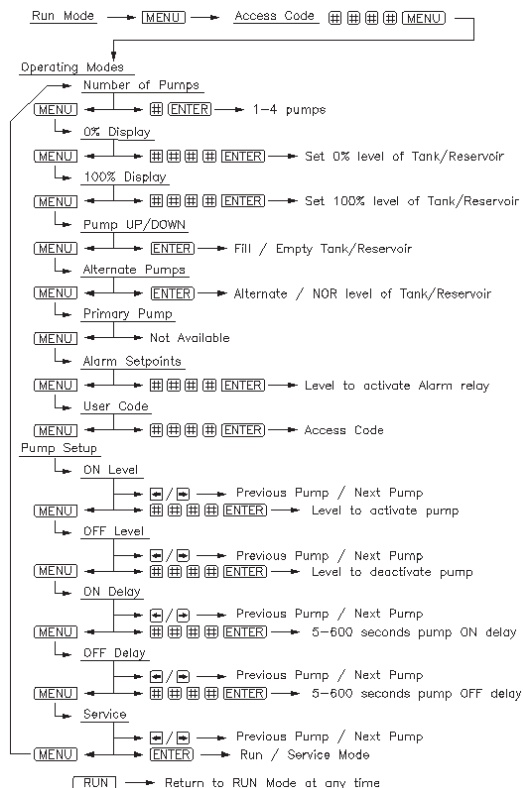 Run Mode MENU Access Code # # # # MENU
Operating Modes
Number of Pumps
MENU # ENTER 1-4 pumps
0% Display
MENU # # # # ENTER Set 0% level of Tank/Reservoir
100% Display
MENU # # # # ENTER Set 100% level of Tank/Reservoir
Pump UP/DOWN
MENU ENTER Fill / Empty Tank/Reservoir
Alternate Pumps
MENU ENTER Alternate / NOR level of Tank/Reservoir
Primary Pump
MENU Not Available
Alarm Setpoints
MENU # # # # ENTER Level to activate Alarm relay
User Code
MENU # # # # ENTER Access Code
Pump Setup
ON Level
/ Previous Pump / Next Pump
MENU # # # # ENTER Level to activate pump
OFF Level
/ Previous Pump / Next Pump
MENU # # # # ENTER Level to deactivate pump
ON Delay
/ Previous Pump / Next Pump
MENU # # # # ENTER 5-600 seconds pump ON delay
OFF Delay
/ Previous Pump / Next Pump
MENU # # # # ENTER 5-600 seconds pump OFF delay
Service
/ Previous Pump / Next Pump
MENU ENTER Run / Service Mode
RUN Return to RUN Mode at any time